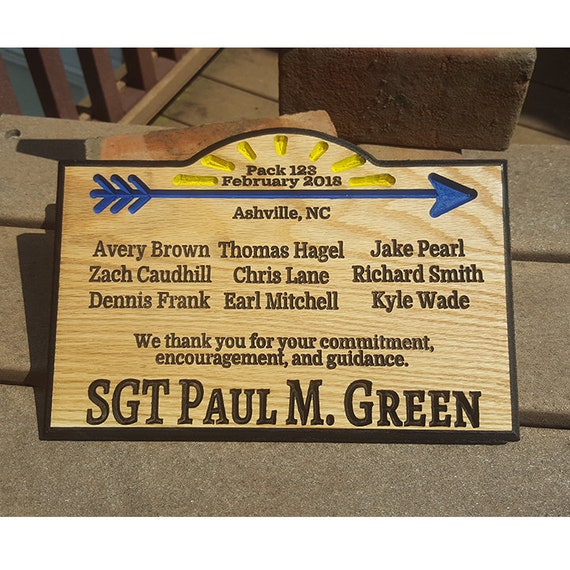 Pack 123
February 2018
Ashville, NC
Avery Brown Thomas Hagel Jake Pearl
Zach Caudhill Chris Lane Richard Smith
Dennis Frank Earl Mitchell Kyle Wade
We thank you for your commitment,
encouragement, and guidance.
SGT PAUL M. GREEN